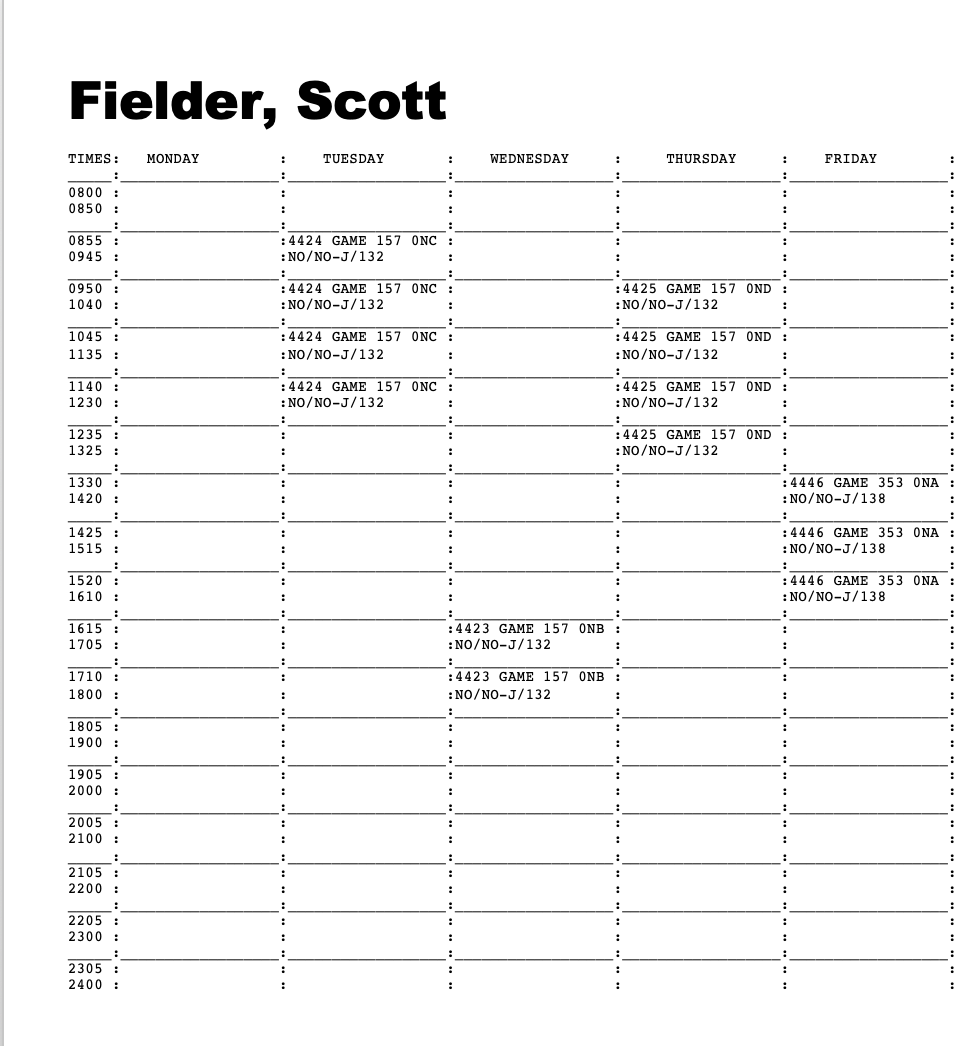 Fielder, Scott
TIMES: MONDAY : TUESDAY : WEDNESDAY : THURSDAY : FRIDAY :
0800 : : : : : :
0850 : : : : : :
0855 : :4424 GAME 157 0NC : : : :
0945 : :NO/NO-J/132 : : : :
0950 : :4424 GAME 157 0NC : :4425 GAME 157 0ND : :
1040 : :NO/NO-J/132 : :NO/NO-J/132 : :
1045 : :4424 GAME 157 0NC : :4425 GAME 157 0ND : :
1135 : :NO/NO-J/132 : :NO/NO-J/132 : :
1140 : :4424 GAME 157 0NC : :4425 GAME 157 0ND : :
1230 : :NO/NO-J/132 : :NO/NO-J/132 : :
1235 : : : :4425 GAME 157 0ND : :
1325 : : : :NO/NO-J/132 : :
1330 : : : : :4446 GAME 353 0NA :
1420 : : : : :NO/NO-J/138 :
1425 : : : : :4446 GAME 353 0NA :
1515 : : : : :NO/NO-J/138 :
1520 : : : : :4446 GAME 353 0NA :
1610 : : : : :NO/NO-J/138 :
1615 : : :4423 GAME 157 0NB : : :
1705 : : :NO/NO-J/132 : : :
1710 : : :4423 GAME 157 0NB : : :
1800 : : :NO/NO-J/132 : : :
1805 : : : : : :
1900 : : : : : :
1905 : : : : : :
2000 : : : : : :
2005 : : : : : :
2100 : : : : : :
2105 : : : : : :
2200 : : : : : :
2205 : : : : : :
2300 : : : : : :
2305 : : : : : :
2400 : : : : : :